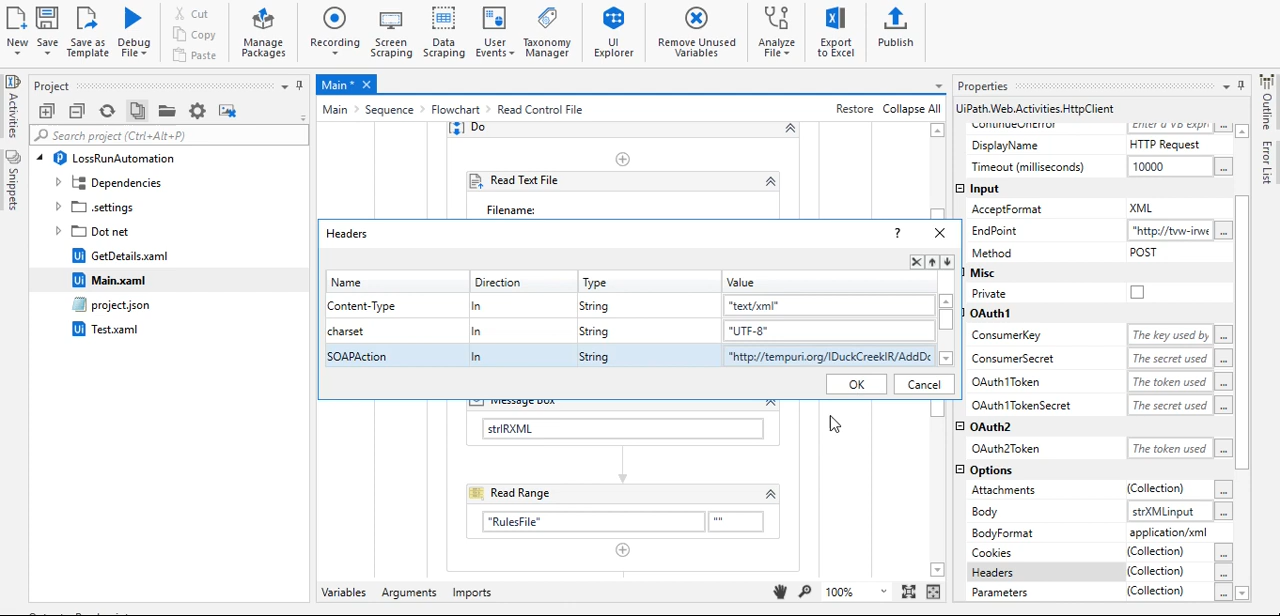 New
Save
Save as
Template
Debug
File
Cut
Copy
Paste
Manage
Packages
Recording
Screen
Scraping
Data
Scraping
User
Events
Taxonomy
Manager
UI
Explorer
Remove Unused
Variables
Analyze
File
Export
to Excel
Publish
Activities
Snippets
Project
Search project (Ctrl+Alt+P)
LossRunAutomation
Dependencies
.settings
Dot net
GetDetails.xaml
Main.xaml
project.json
Test.xaml
Main *
Main > Sequence > Flowchart > Read Control File
Restore Collapse All
Do
Read Text File
Filename:
Headers
Name Direction Type Value
Content-Type In String "text/xml"
charset In String "UTF-8"
SOAPAction In String "http://tempuri.org/IDuckCreekIR/AddDc
OK Cancel
Message Box
strIRXML
Read Range
"RulesFile" ""
Variables Arguments Imports
100%
Properties
UiPath.Web.Activities.HttpClient
ContinueOnError Enter a VB expr ...
DisplayName HTTP Request
Timeout (milliseconds) 10000 ...
Input
AcceptFormat XML
EndPoint "http://tvw-irwe ...
Method POST
Misc
Private
OAuth1
ConsumerKey The key used by ...
ConsumerSecret The secret used ...
OAuth1Token The token used ...
OAuth1TokenSecret The secret used ...
OAuth2
OAuth2Token The token used ...
Options
Attachments (Collection) ...
Body strXMLinput ...
BodyFormat application/xml
Cookies (Collection) ...
Headers (Collection) ...
Parameters (Collection) ...
Outline
Error List